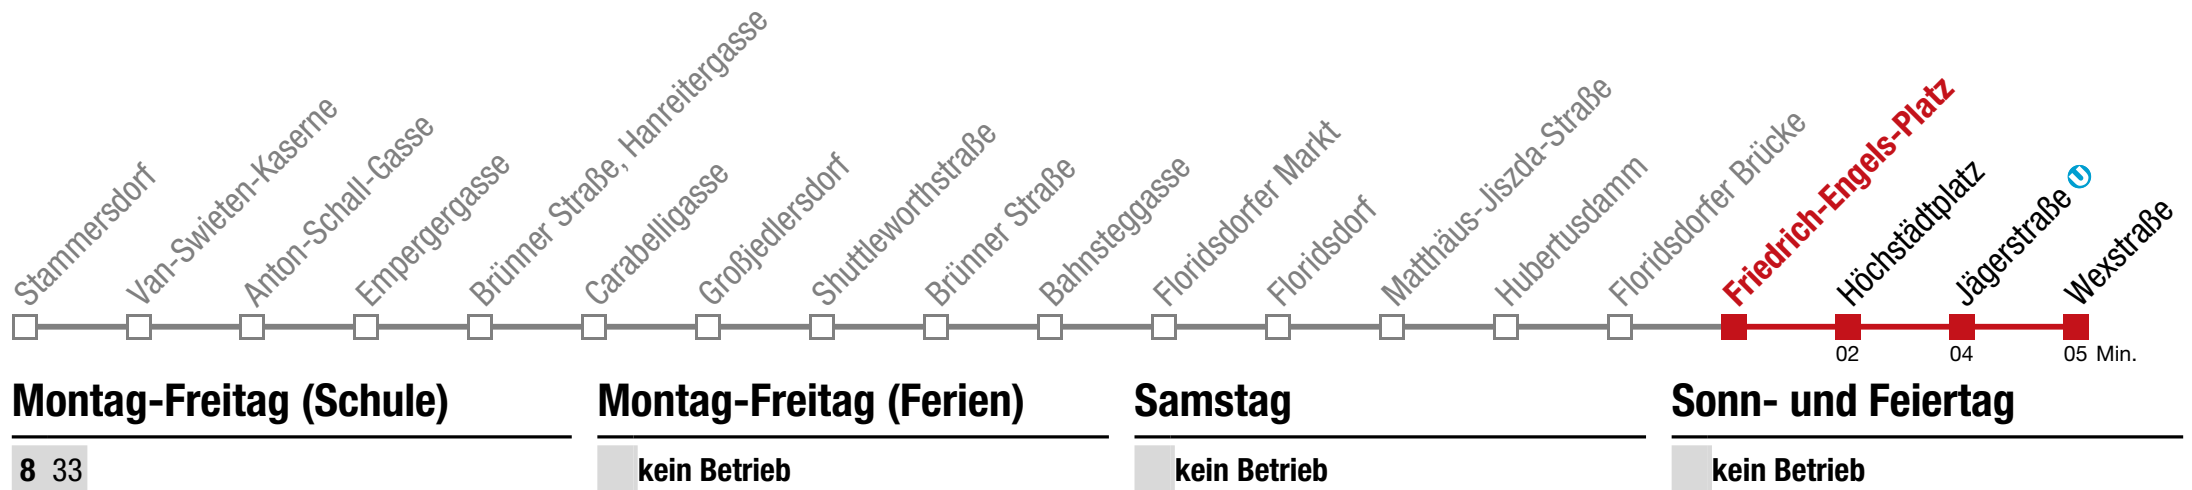 Stammersdorf
Van-Swieten-Kaserne
Anton-Schall-Gasse
Empergergasse
Brünner Straße, Hanreitergasse
Carabelligasse
Großjedlersdorf
Shuttleworthstraße
Brünner Straße
Bahnsteggasse
Floridsdorfer Markt
Floridsdorf
Matthäus-Jiszda-Straße
Hubertusdamm
Floridsdorfer Brücke
Friedrich-Engels-Platz
Höchstädtplatz
Jägerstraße U
Wexstraße
02 04 05 Min.
Montag-Freitag (Schule)
8 33
Montag-Freitag (Ferien)
kein Betrieb
Samstag
kein Betrieb
Sonn- und Feiertag
kein Betrieb